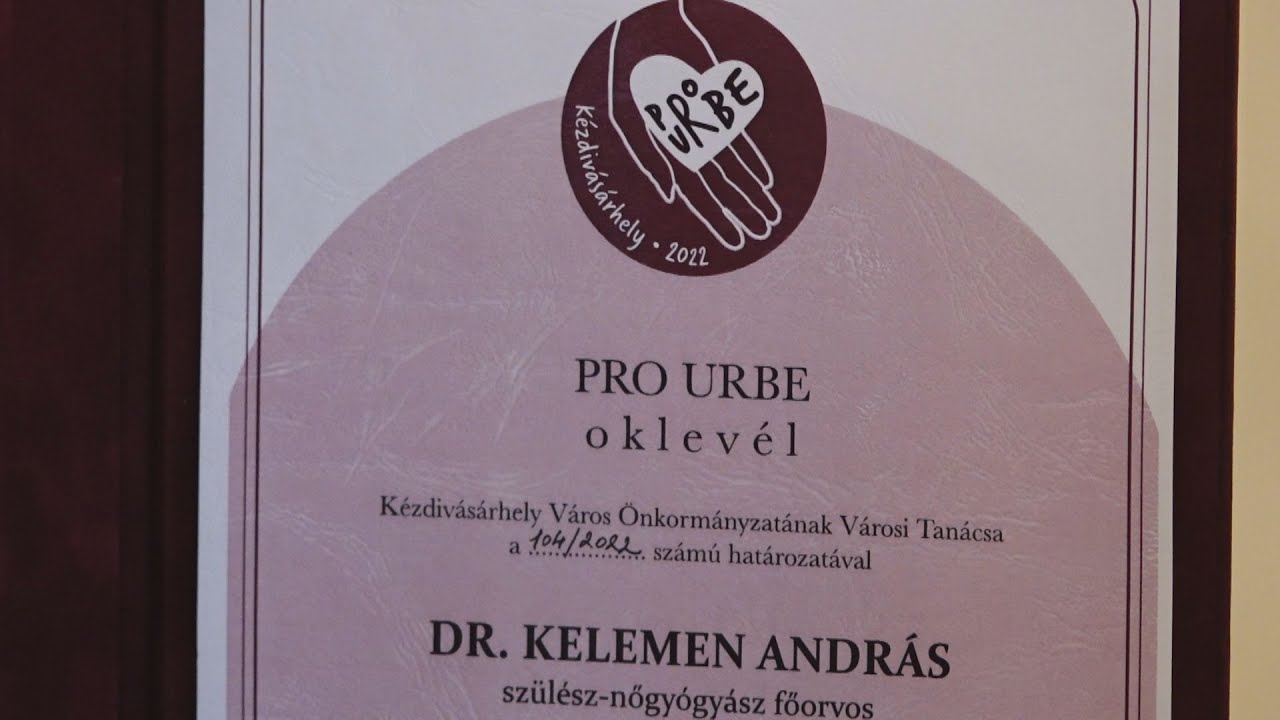 PRO
URBE
Kézdivásárhely • 2022
PRO URBE
oklevél
Kézdivásárhely Város Önkormányzatának Városi Tanácsa
a 104/2022 számú határozatával
DR. KELEMEN ANDRÁS
szülész-nőgyógyász főorvos